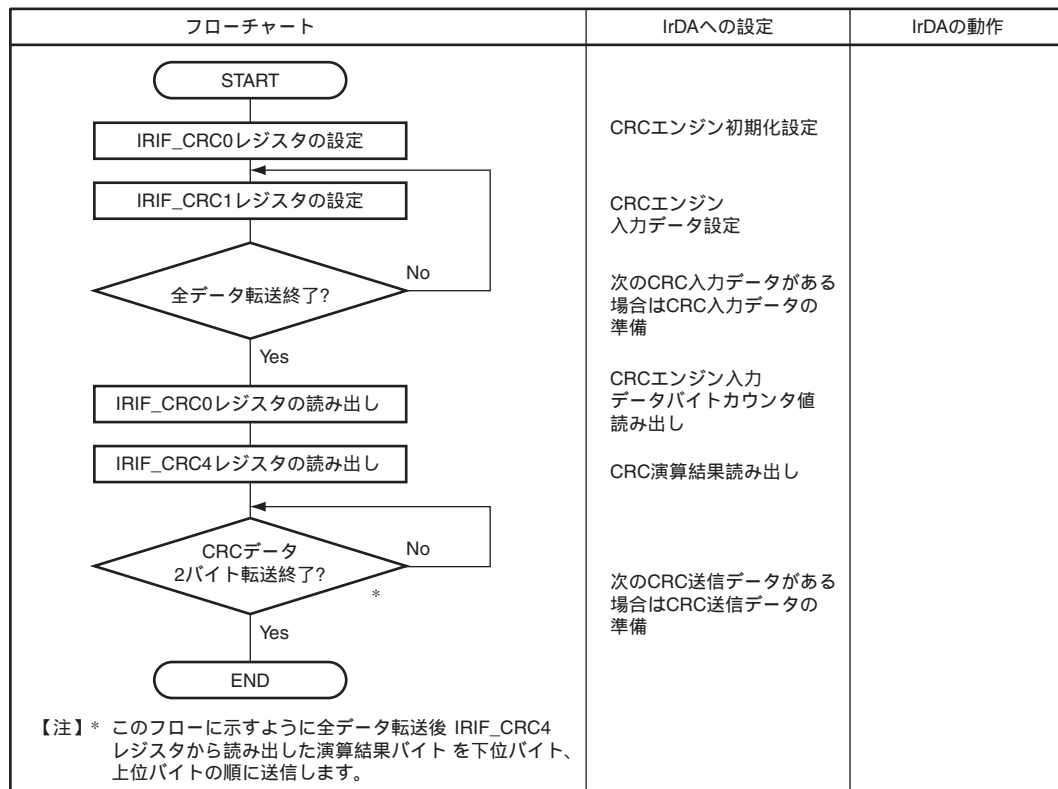 フローチャート
IrDAへの設定
IrDAの動作
START
IRIF_CRC0レジスタの設定
CRCエンジン初期化設定
IRIF_CRC1レジスタの設定
CRCエンジン
入力データ設定
全データ転送終了?
No
次のCRC入力データがある
場合はCRC入力データの
準備
Yes
IRIF_CRC0レジスタの読み出し
CRCエンジン入力
データバイトカウンタ値
読み出し
IRIF_CRC4レジスタの読み出し
CRC演算結果読み出し
CRCデータ
2バイト転送終了?
No
*
次のCRC送信データがある
場合はCRC送信データの
準備
Yes
END
【注】* このフローに示すように全データ転送後 IRIF_CRC4
レジスタから読み出した演算結果バイト を下位バイト、
上位バイトの順に送信します。